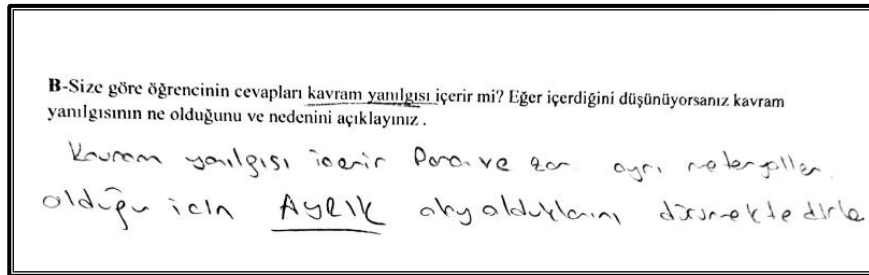 B-Size göre öğrencinin cevapları kavram yanılgısı içerir mi? Eğer içerdiğini düşünüyorsanız kavram
yanılgısının ne olduğunu ve nedenini açıklayınız .
Kavram yanılgısı içerir Para ve zar ayrı materyaller
olduğu için AYRIK olay olduklarını düşünmektedirle